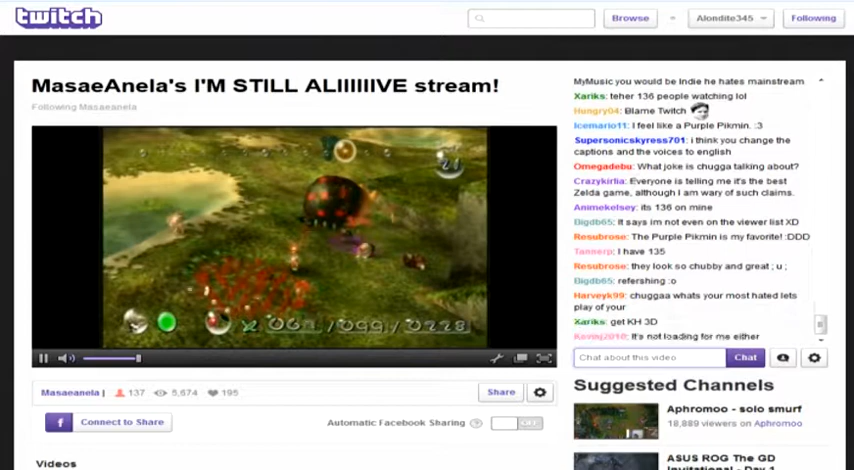 twitch
Browse
Alondite345
Following
MasaeAnela's I'M STILL ALIIIIIIVE stream!
Following Masaeanela
21
/099/0228
Masaeanela |
137
5,674
195
Share
f
Connect to Share
Automatic Facebook Sharing
?
OFF
Videos
MyMusic you would be Indie he hates mainstream
Xariks: teher 136 people watching lol
Hungry04: Blame Twitch
Icemario11: I feel like a Purple Pikmin. :3
Supersonicskyress701: i think you change the
captions and the voices to english
Omegadebu: What joke is chugga talking about?
Crazykirlia: Everyone is telling me it's the best
Zelda game, although I am wary of such claims.
Animekelsey: its 136 on mine
Bigdb65: It says im not even on the viewer list XD
Resubrose: The Purple Pikmin is my favorite! :DDD
Tannerp: I have 135
Resubrose: they look so chubby and great ; u ;
Bigdb65: refershing :o
Harveyk99: chuggaa whats your most hated lets
play of your
Xariks: get KH 3D
It's not loading for me either
Chat about this video
Chat
Suggested Channels
Aphromoo - solo smurf
18,889 viewers on Aphromoo
ASUS ROG The GD
Invitational - Day 1